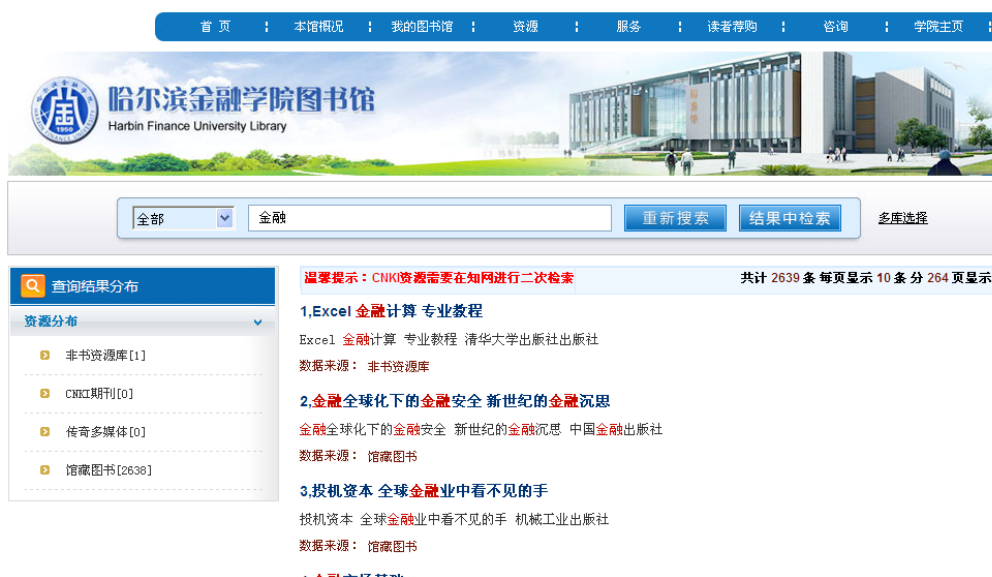 首 页 ┆ 本馆概况 ┆ 我的图书馆 ┆ 资源 ┆ 服务 ┆ 读者荐购 ┆ 咨询 ┆ 学院主页
哈尔滨金融学院图书馆
Harbin Finance University Library
1950
全部
金融
重新搜索
结果中检索
多库选择
查询结果分布
资源分布
非书资源库[1]
CNKI期刊[0]
传奇多媒体[0]
馆藏图书[2638]
温馨提示：CNKI资源需要在知网进行二次检索
共计 2639 条 每页显示 10 条 分 264 页显示
1,Excel 金融计算 专业教程
Excel 金融计算 专业教程 清华大学出版社出版社
数据来源： 非书资源库
2,金融全球化下的金融安全 新世纪的金融沉思
金融全球化下的金融安全 新世纪的金融沉思 中国金融出版社
数据来源： 馆藏图书
3,投机资本 全球金融业中看不见的手
投机资本 全球金融业中看不见的手 机械工业出版社
数据来源： 馆藏图书